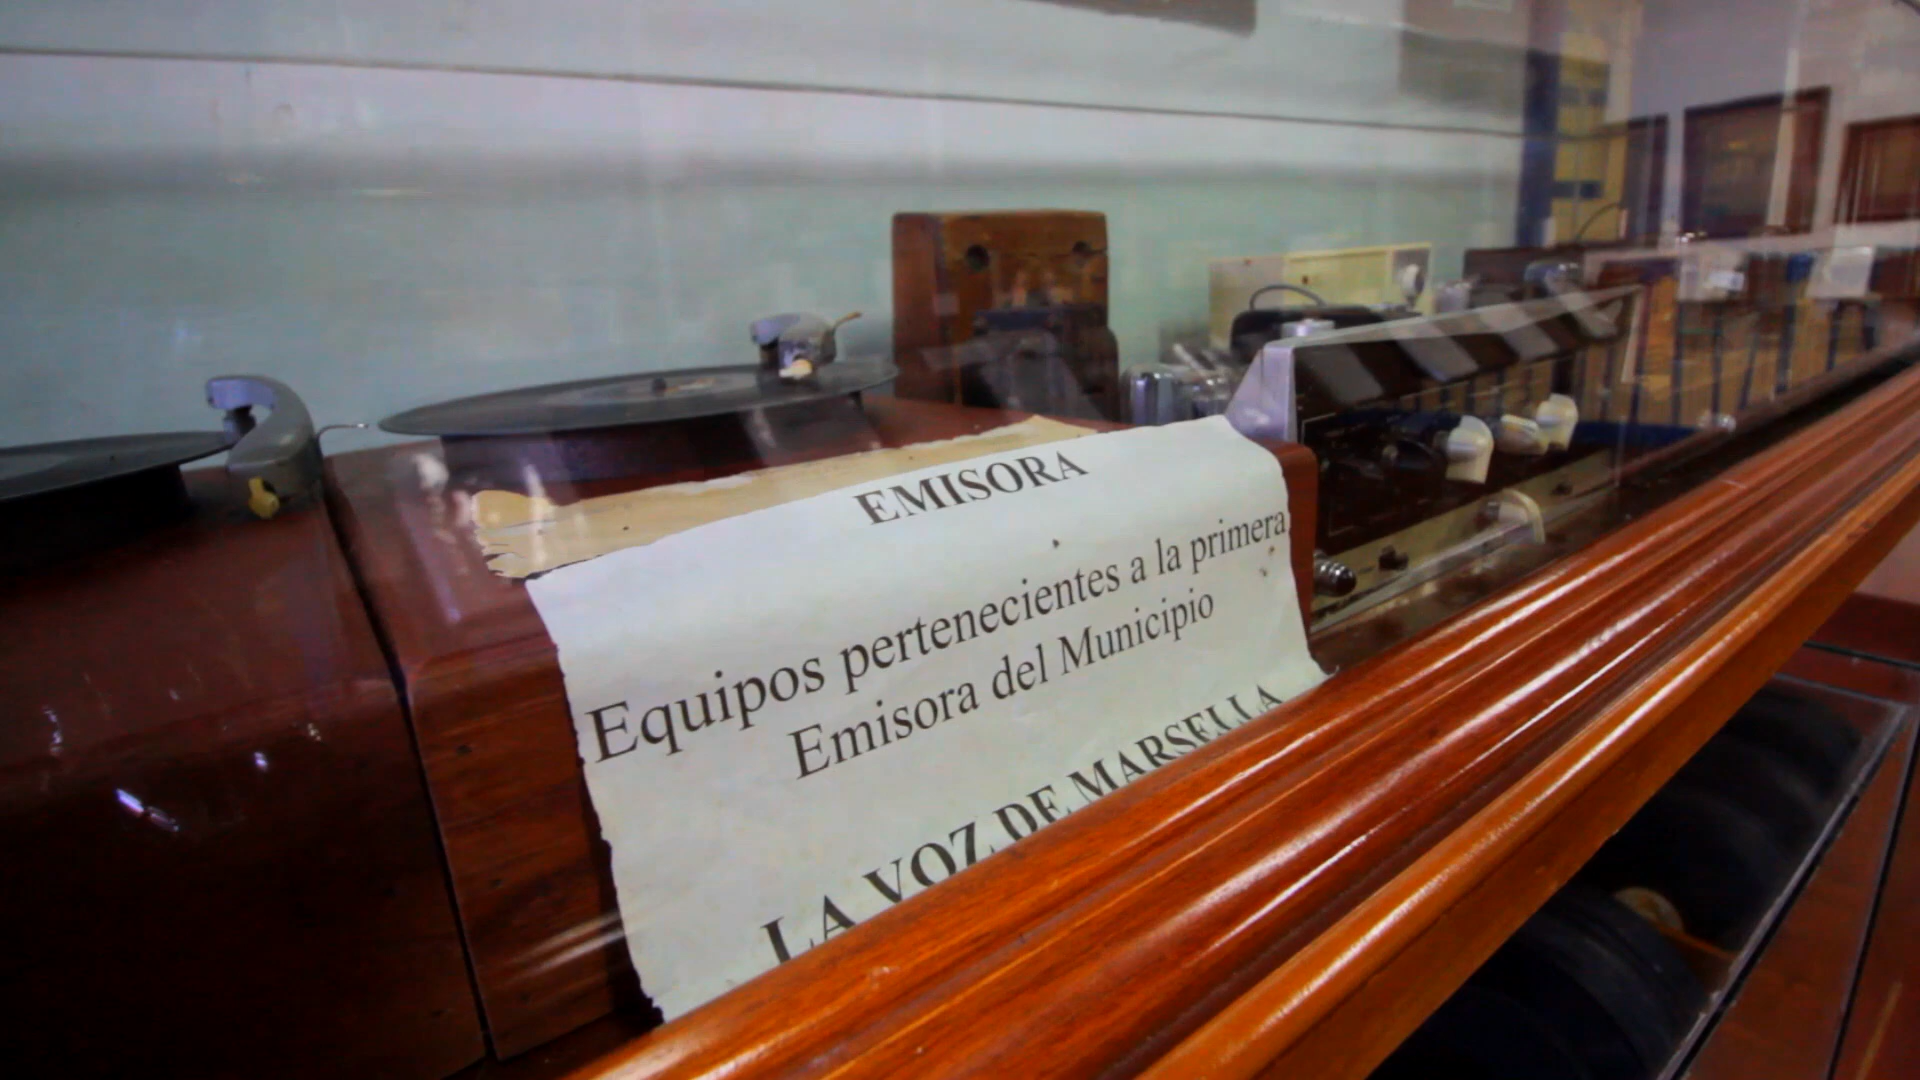 EMISORA
Equipos pertenecientes a la primera
Emisora del Municipio
LA VOZ DE MARSELLA